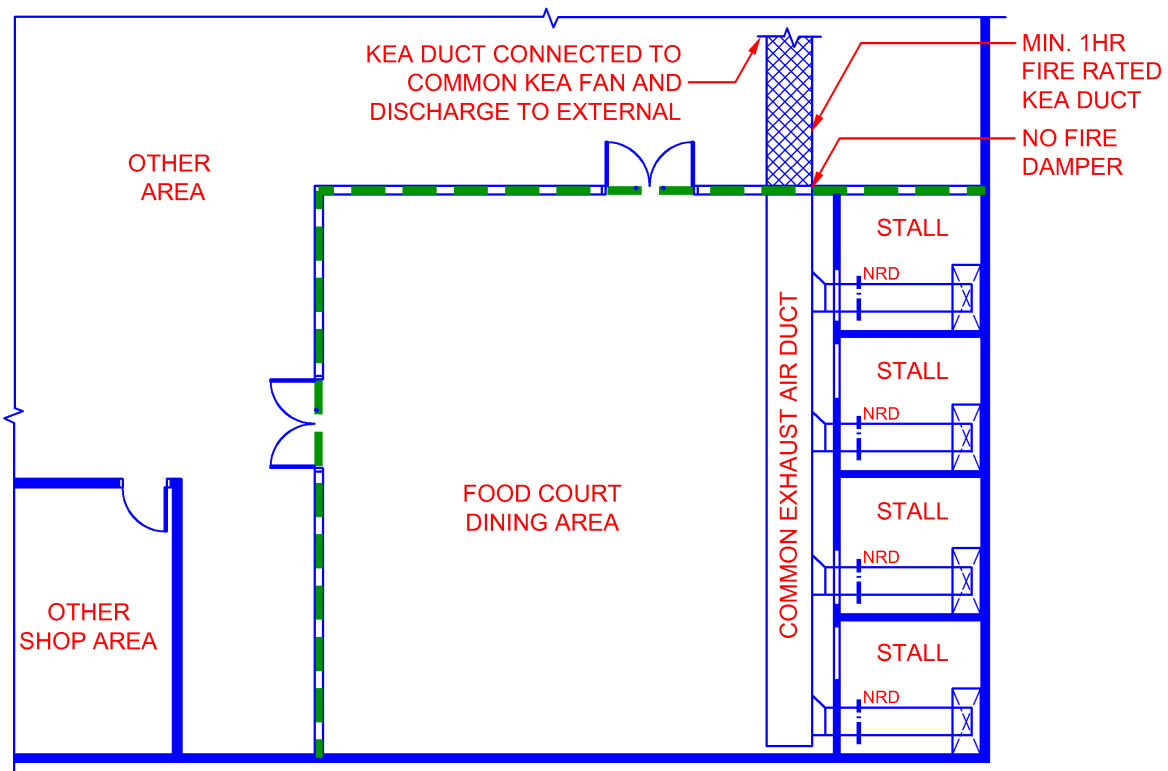 KEA DUCT CONNECTED TO
COMMON KEA FAN AND
DISCHARGE TO EXTERNAL
MIN. 1HR
FIRE RATED
KEA DUCT
NO FIRE
DAMPER
OTHER
AREA
STALL
NRD
STALL
NRD
STALL
NRD
STALL
NRD
COMMON EXHAUST AIR DUCT
FOOD COURT
DINING AREA
OTHER
SHOP AREA